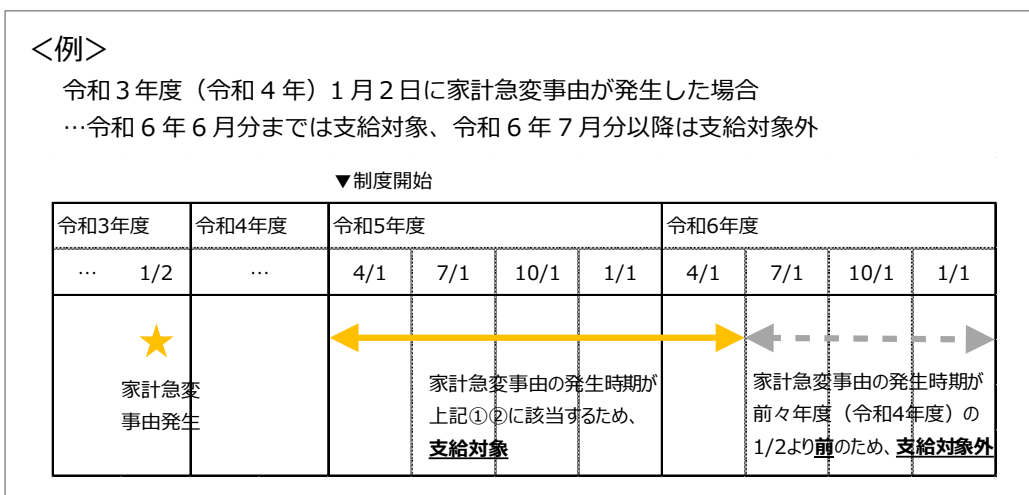 ＜例＞
令和３年度（令和４年）１月２日に家計急変事由が発生した場合
…令和６年６月分までは支給対象、令和６年７月分以降は支給対象外
▼制度開始
令和3年度 令和4年度 令和5年度 令和6年度
… 1/2 … 4/1 7/1 10/1 1/1 4/1 7/1 10/1 1/1
家計急変
事由発生
家計急変事由の発生時期が
上記①②に該当するため、
支給対象
家計急変事由の発生時期が
前々年度（令和4年度）の
1/2より前のため、支給対象外